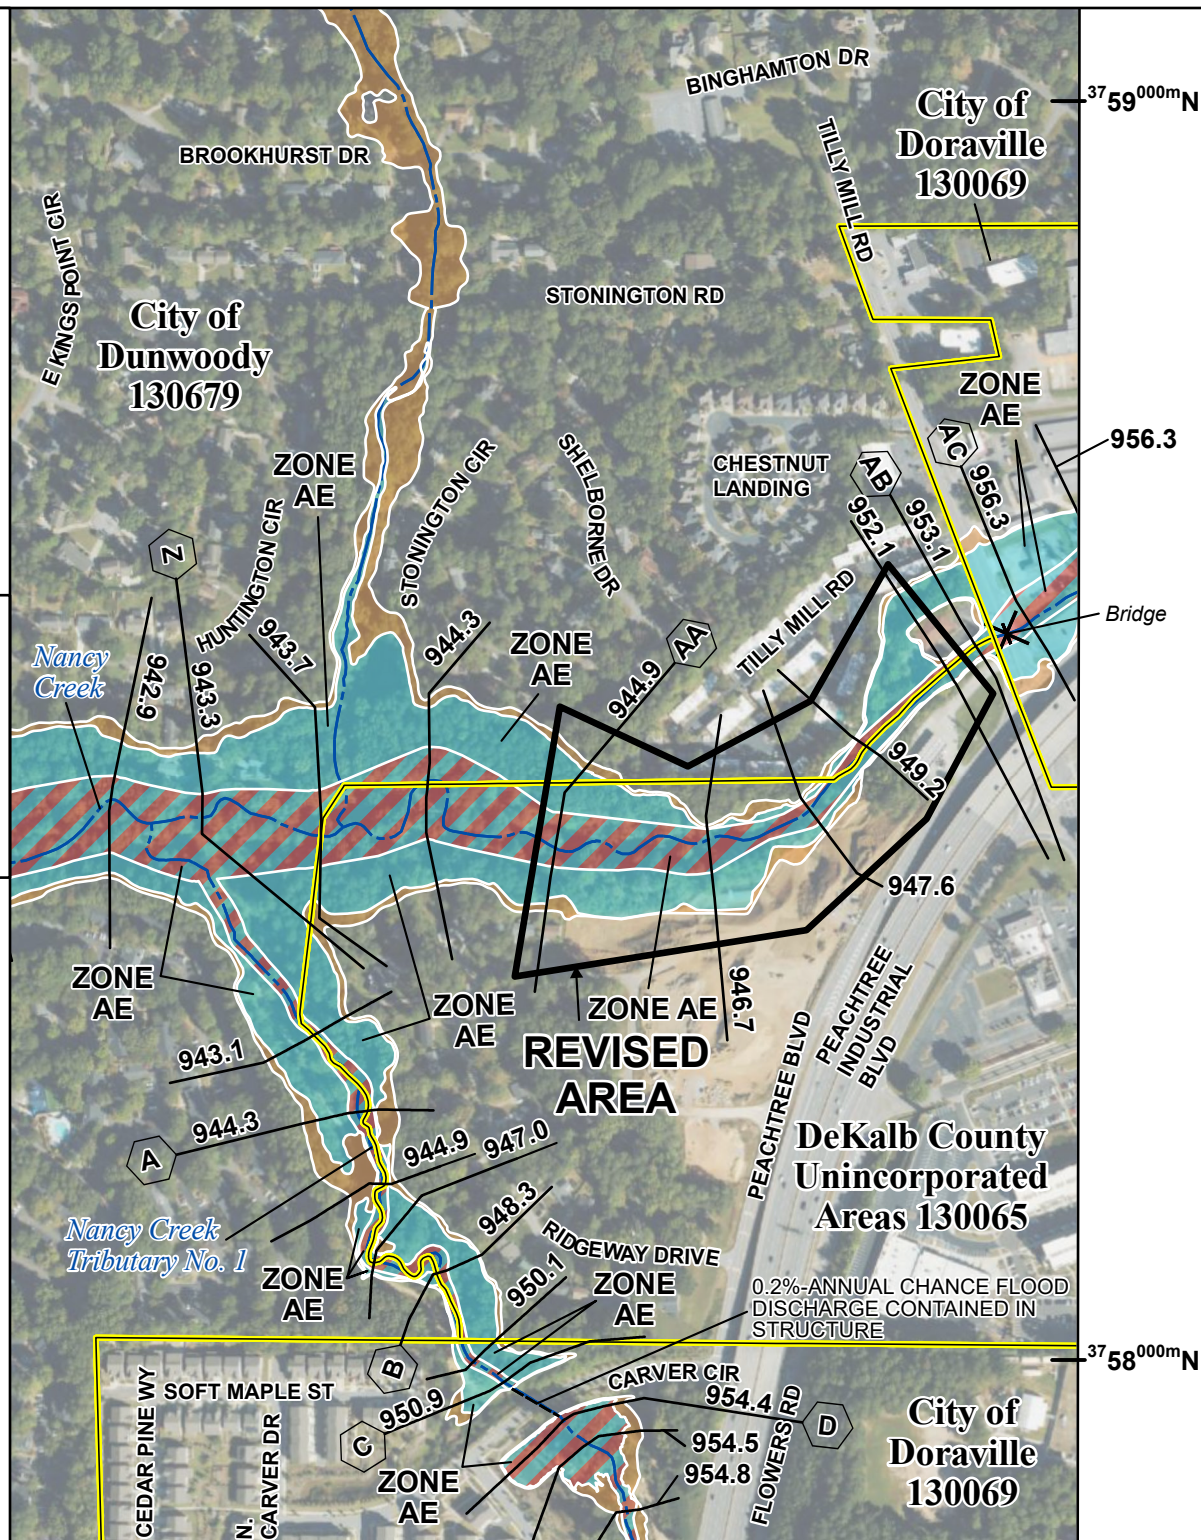 BINGHAMTON DR
3759000mN
City of
Doraville
130069
TILLY MILL RD
BROOKHURST DR
E KINGS POINT CIR
City of
Dunwoody
130679
STONINGTON RD
ZONE
AE
956.3
AC
956.3
AB
953.1
952.1
CHESTNUT
LANDING
SHELBORNE DR
STONINGTON CIR
ZONE
AE
HUNTINGTON CIR
Z
943.3
942.9
943.7
944.3
Nancy
Creek
ZONE
AE
944.9
AA
TILLY MILL RD
Bridge
949.2
947.6
946.7
ZONE
AE
ZONE
AE
ZONE AE
REVISED
AREA
PEACHTREE BLVD
PEACHTREE
INDUSTRIAL
BLVD
943.1
944.3
A
944.9
947.0
948.3
DeKalb County
Unincorporated
Areas 130065
Nancy Creek
Tributary No. 1
ZONE
AE
RIDGEWAY DRIVE
950.1
ZONE
AE
0.2%-ANNUAL CHANCE FLOOD
DISCHARGE CONTAINED IN
STRUCTURE
3758000mN
B
950.9
C
SOFT MAPLE ST
CEDAR PINE WY
N.
CARVER DR
CARVER CIR
954.4
D
954.5
954.8
FLOWERS RD
ZONE
AE
City of
Doraville
130069